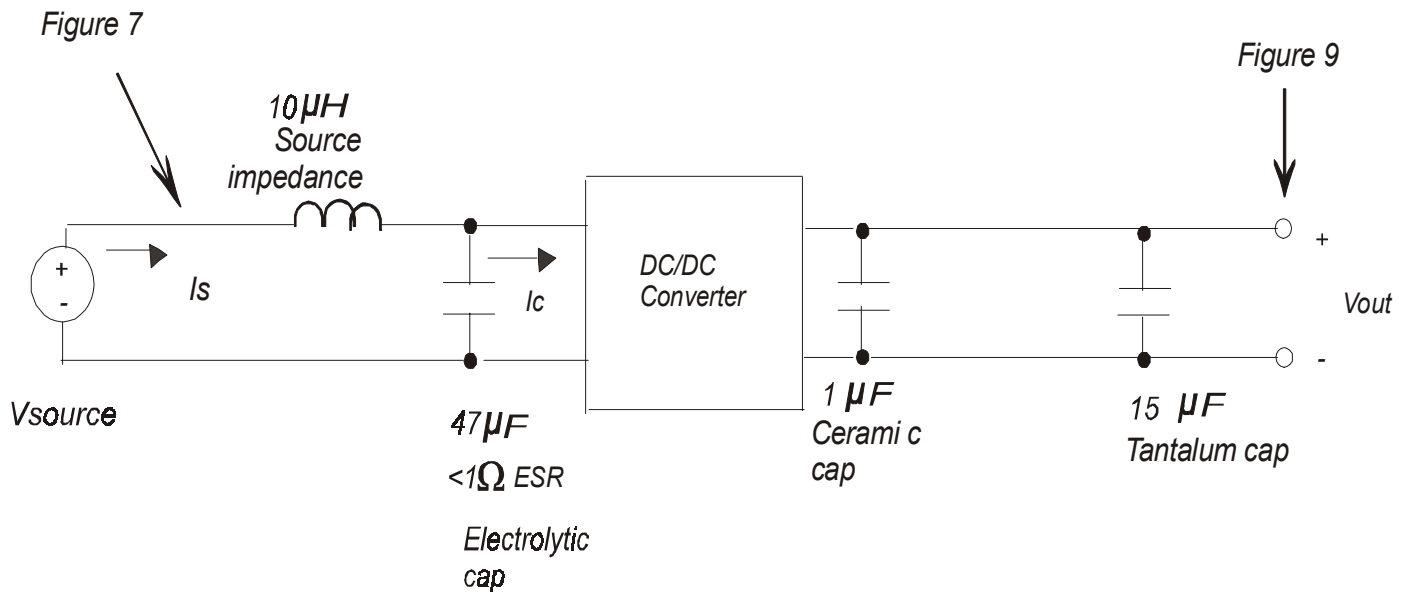 Figure 7
Figure 9
10µH
Source
impedance
+
-
Is
Ic
DC/DC
Converter
+
Vout
-
Vsource
47µF
<1Ω ESR
Electrolytic
cap
1 µF
Cerami c
cap
15 µF
Tantalum cap